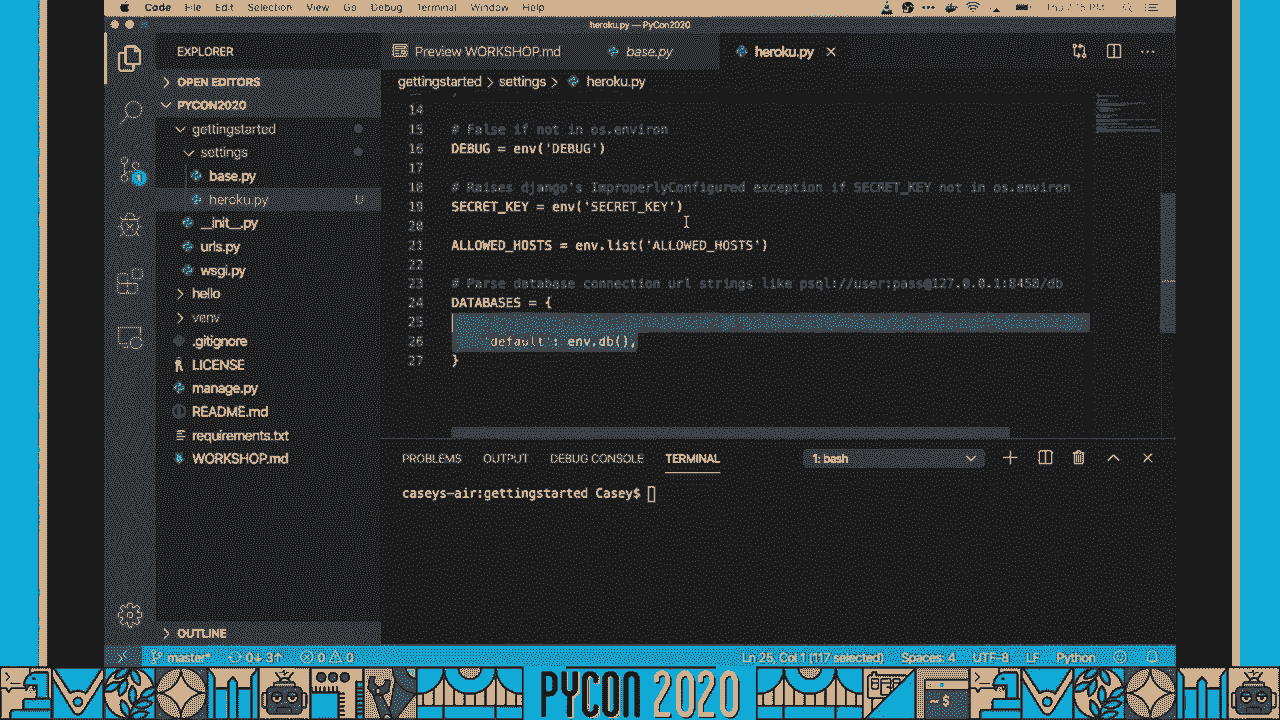 Code File Edit Selection View Go Debug Terminal Window Help
heroku.py — PyCon2020
EXPLORER
Preview WORKSHOP.md
base.py
heroku.py
OPEN EDITORS
PYCON2020
gettingstarted
settings
base.py
heroku.py U
__init__.py
urls.py
wsgi.py
hello
venv
.gitignore
LICENSE
manage.py
README.md
requirements.txt
WORKSHOP.md
OUTLINE
1
gettingstarted > settings > heroku.py
14
15 # False if not in os.environ
16 DEBUG = env('DEBUG')
17
18 # Raises django's ImproperlyConfigured exception if SECRET_KEY not in os.environ
19 SECRET_KEY = env('SECRET_KEY')
20
21 ALLOWED_HOSTS = env.list('ALLOWED_HOSTS')
22
23 # Parse database connection url strings like psql://user:pass@127.0.0.1:8458/db
24 DATABASES = {
25
26 'default': env.db(),
27 }
PROBLEMS OUTPUT DEBUG CONSOLE TERMINAL
1: bash
caseys-air:gettingstarted Casey$
master* 0↓ 3↑ 0 0
Ln 25, Col 1 (117 selected) Spaces: 4 UTF-8 LF Python
PYCON 2020